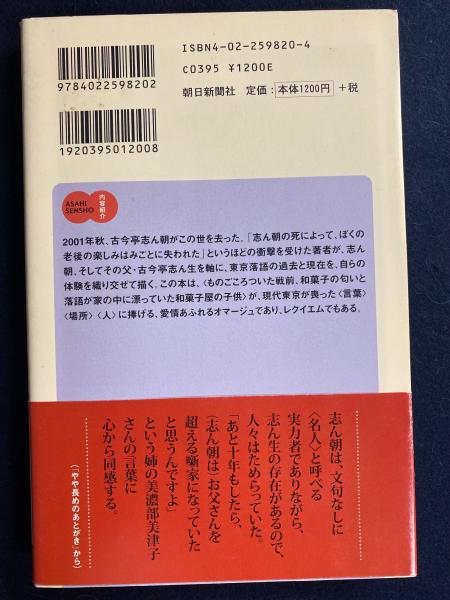 ISBN4-02-259820-4
C0395 ¥1200E
朝日新聞社 定価:本体1200円 +税
9784022598202
1920395012008
ASAHI
SENSHO
内容紹介
2001年秋、古今亭志ん朝がこの世を去った。「志ん朝の死によって、ぼくの
老後の楽しみはみごとに失われた」というほどの衝撃を受けた著者が、志ん
朝、そしてその父・古今亭志ん生を軸に、東京落語の過去と現在を、自らの
体験を織り交ぜて描く。この本は、〈ものごころついた戦前、和菓子の匂いと
落語が家の中に漂っていた和菓子屋の子供〉が、現代東京が喪った〈言葉〉
〈場所〉〈人〉に捧げる、愛情あふれるオマージュであり、レクイエムでもある。
志ん朝は、文句なしに
〈名人〉と呼べる
実力者でありながら、
志ん生の存在があるので、
人々はためらっていた。
「あと十年もしたら、
(志ん朝は)お父さんを
超える噺家になっていた
と思うんですよ」
という姉の美濃部美津子
さんの言葉に
心から同感する。
(「やや長めのあとがき」から)